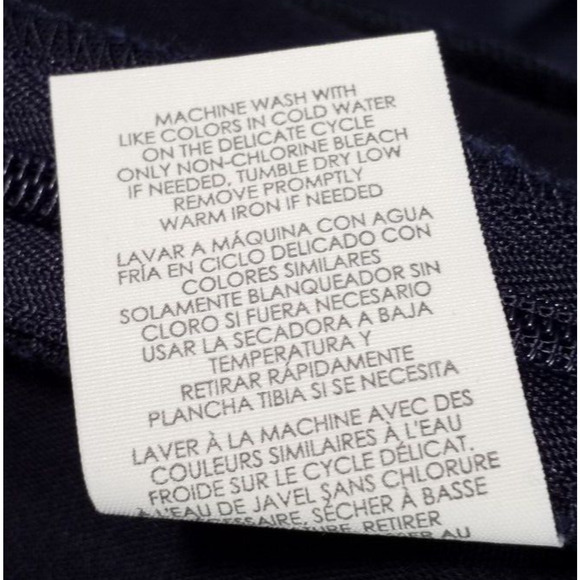 MACHINE WASH WITH
LIKE COLORS IN COLD WATER
ON THE DELICATE CYCLE
ONLY NON-CHLORINE BLEACH
IF NEEDED, TUMBLE DRY LOW
REMOVE PROMPTLY
WARM IRON IF NEEDED
LAVAR A MÁQUINA CON AGUA
FRÍA EN CICLO DELICADO CON
COLORES SIMILARES
SOLAMENTE BLANQUEADOR SIN
CLORO SI FUERA NECESARIO
USAR LA SECADORA A BAJA
TEMPERATURA Y
RETIRAR RÁPIDAMENTE
PLANCHA TIBIA SI SE NECESITA
LAVER À LA MACHINE AVEC DES
COULEURS SIMILAIRES À L'EAU
FROIDE SUR LE CYCLE DÉLICAT.
À L'EAU DE JAVEL SANS CHLORURE
SÉCHER À BASSE
RETIRER
AU